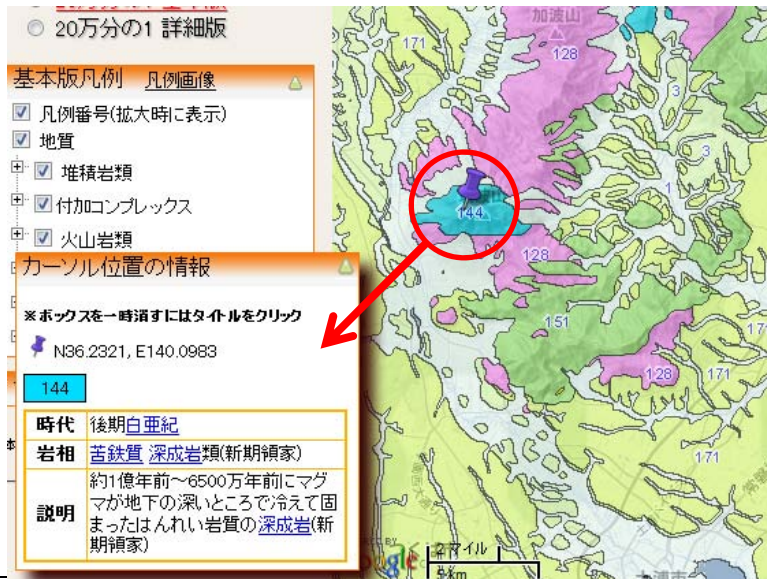 20万分の1 詳細版
基本版凡例 凡例画像
凡例番号(拡大時に表示)
地質
堆積岩類
付加コンプレックス
火山岩類
カーソル位置の情報
※ボックスを一時消すにはタイトルをクリック
N36.2321, E140.0983
144
時代 後期白亜紀
岩相 苦鉄質 深成岩類(新期領家)
説明 約1億年前～6500万年前にマグ
マが地下の深いところで冷えて固
まったはんれい岩質の深成岩(新
期領家)
加波山
171
128
3
3
1
144
128
151
171
128
171
171
2マイル
5km